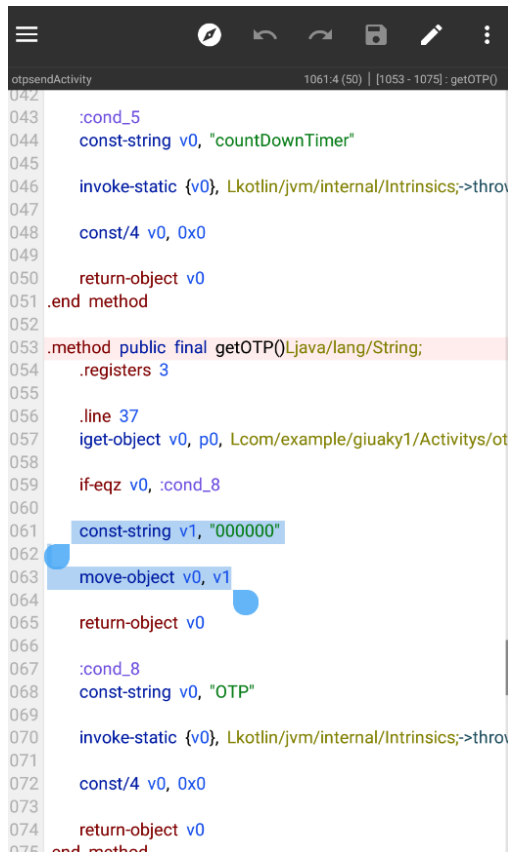 otpsendActivity 1061:4 (50) | [1053 - 1075] : getOTP()
042
043 :cond_5
044 const-string v0, "countDownTimer"
045
046 invoke-static {v0}, Lkotlin/jvm/internal/Intrinsics;->throw
047
048 const/4 v0, 0x0
049
050 return-object v0
051 .end method
052
053 .method public final getOTP()Ljava/lang/String;
054 .registers 3
055
056 .line 37
057 iget-object v0, p0, Lcom/example/giuaky1/Activitys/ot
058
059 if-eqz v0, :cond_8
060
061 const-string v1, "000000"
062
063 move-object v0, v1
064
065 return-object v0
066
067 :cond_8
068 const-string v0, "OTP"
069
070 invoke-static {v0}, Lkotlin/jvm/internal/Intrinsics;->throw
071
072 const/4 v0, 0x0
073
074 return-object v0
075 .end method